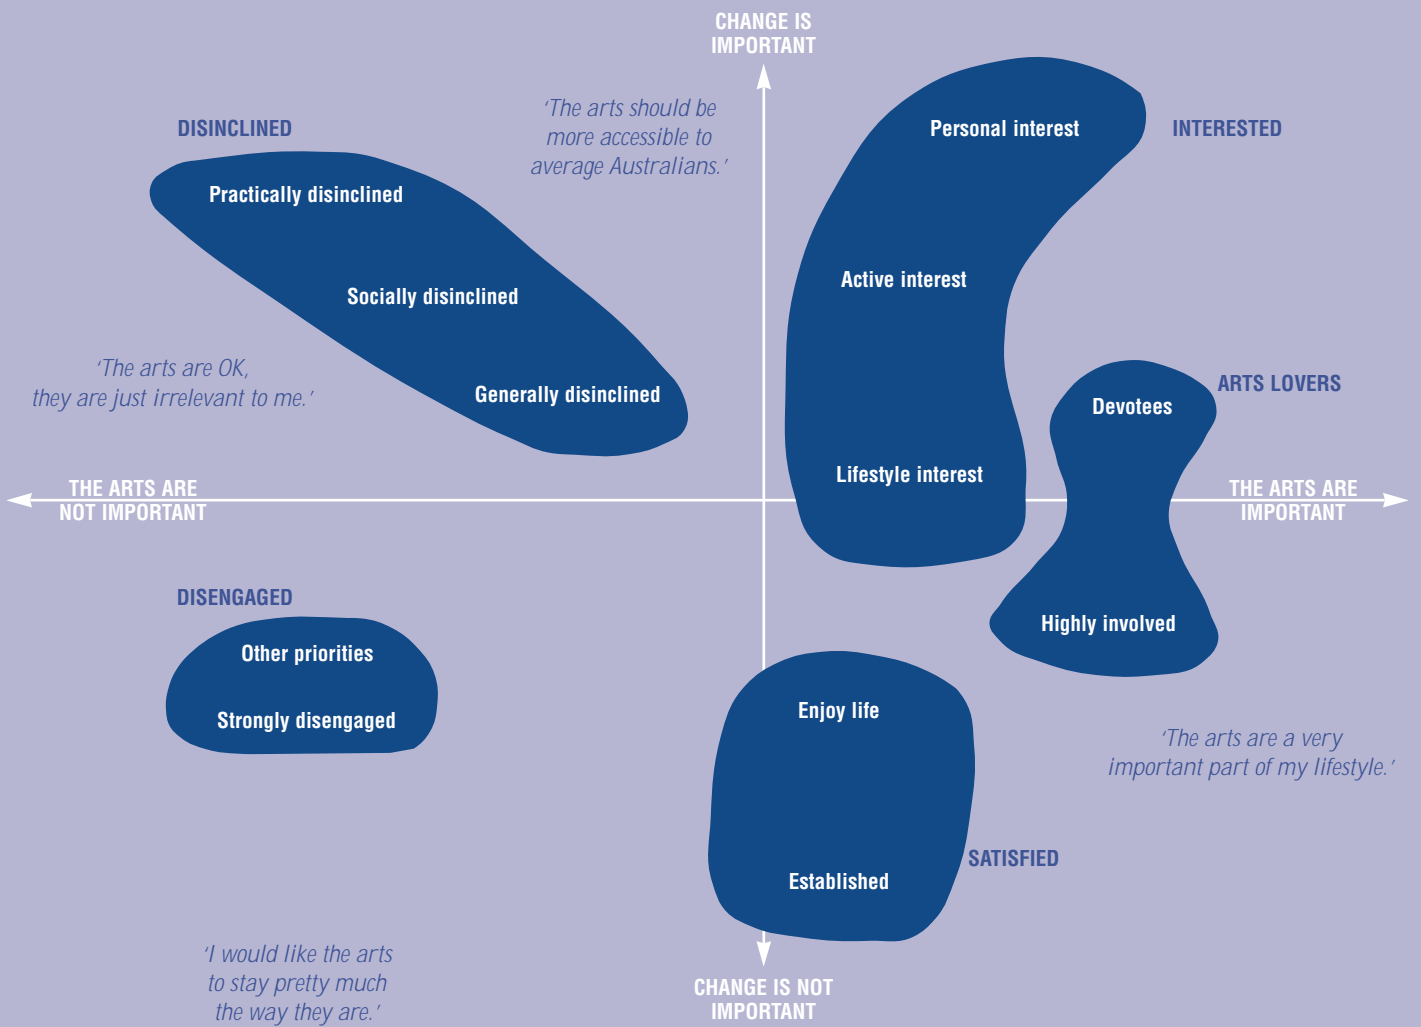 CHANGE IS
IMPORTANT
'The arts should be
more accessible to
average Australians.'
DISINCLINED
Practically disinclined
Socially disinclined
Generally disinclined
Personal interest
INTERESTED
Active interest
Lifestyle interest
'The arts are OK,
they are just irrelevant to me.'
Devotees
ARTS LOVERS
Highly involved
THE ARTS ARE
NOT IMPORTANT
THE ARTS ARE
IMPORTANT
DISENGAGED
Other priorities
Strongly disengaged
Enjoy life
Established
SATISFIED
'The arts are a very
important part of my lifestyle.'
'I would like the arts
to stay pretty much
the way they are.'
CHANGE IS NOT
IMPORTANT